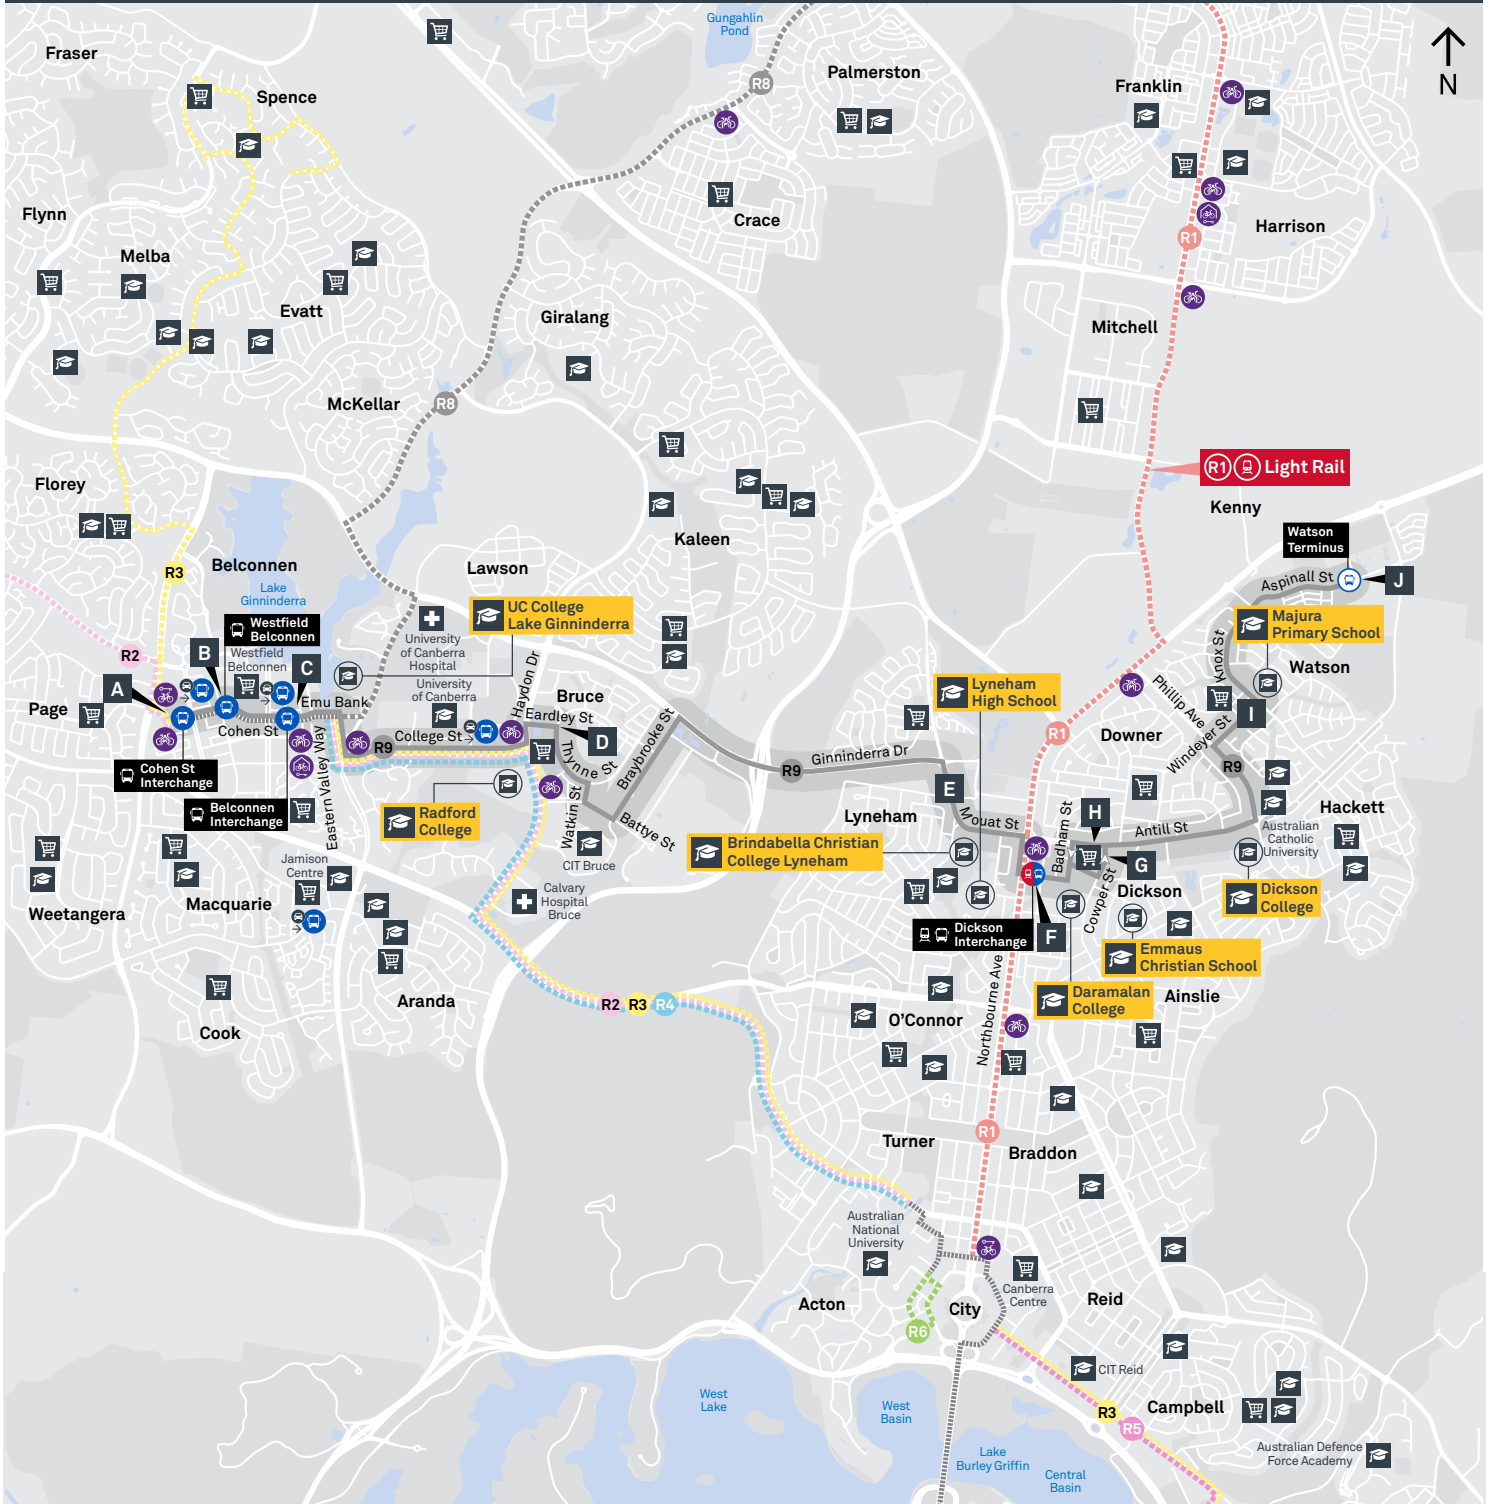 Gungahlin
Pond
Fraser
Palmerston
R8
Franklin
N
Spence
Flynn
Crace
Harrison
R1
Melba
Evatt
Giralang
Mitchell
McKellar
R8
R1 Light Rail
Florey
Kenny
Kaleen
Watson
Terminus
Belconnen
Lawson
R3
Aspinall St
J
Lake
Ginninderra
UC College
Lake Ginninderra
Westfield
Belconnen
Majura
Primary School
University
of Canberra
Hospital
R2
B
Westfield
Belconnen
C
Knox St
Watson
A
University
of Canberra
Haydon Dr
Bruce
Lyneham
High School
Phillip Ave
Page
Emu Bank
Eardley St
I
Cohen St
R9
College St
D
Braybrooke St
R1
Downer
Windeyer St
Ginninderra Dr
Thynne St
R9
R9
Cohen St
Interchange
Eastern Valley Way
E
Belconnen
Interchange
Radford
College
Watkin St
Battye St
Lyneham
Mouat St
Badham St
H
Antill St
Hackett
Brindabella Christian
College Lyneham
Australian
Catholic
University
Jamison
Centre
CIT Bruce
G
Cowper St
Dickson
Macquarie
Calvary
Hospital
Bruce
Dickson
College
Weetangera
Dickson
Interchange
F
Emmaus
Christian School
Northbourne Ave
Daramalan
College
Ainslie
Aranda
R2 R3 R4
O'Connor
Cook
Turner
R1
Braddon
Australian
National
University
Canberra
Centre
Acton
City
Reid
R6
CIT Reid
West
Lake
West
Basin
R3
Campbell
R5
Lake
Burley Griffin
Central
Basin
Australian Defence
Force Academy